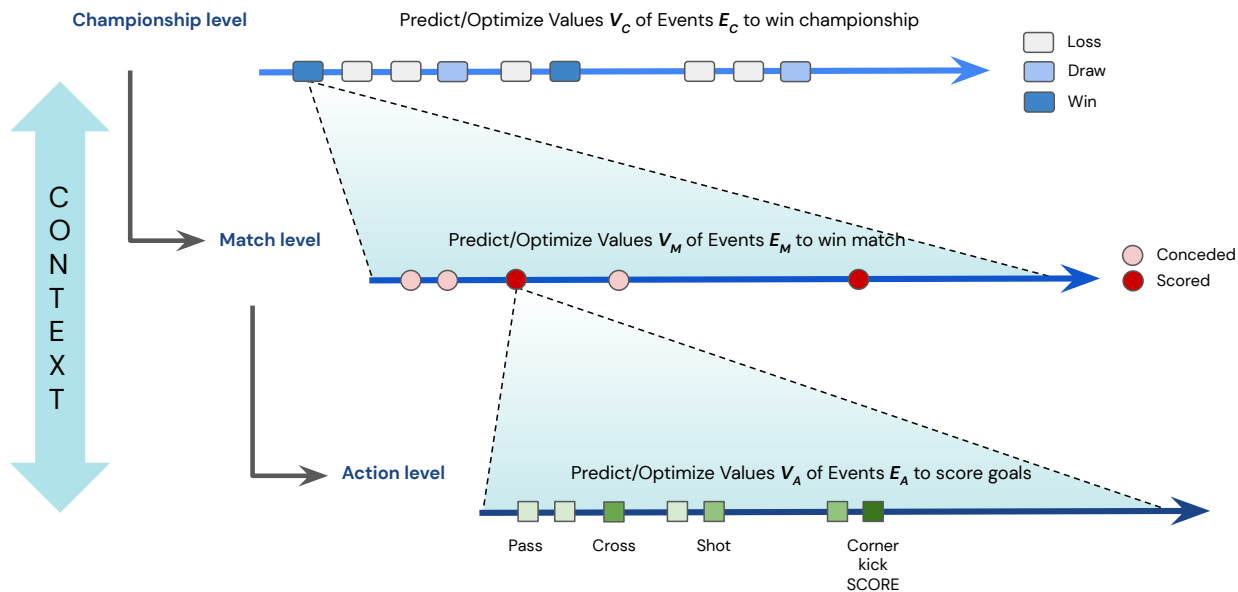 Championship level
Predict/Optimize Values V_C of Events E_C to win championship
Loss
Draw
Win
CONTEXT
Match level
Predict/Optimize Values V_M of Events E_M to win match
Conceded
Scored
Action level
Predict/Optimize Values V_A of Events E_A to score goals
Pass
Cross
Shot
Corner
kick
SCORE